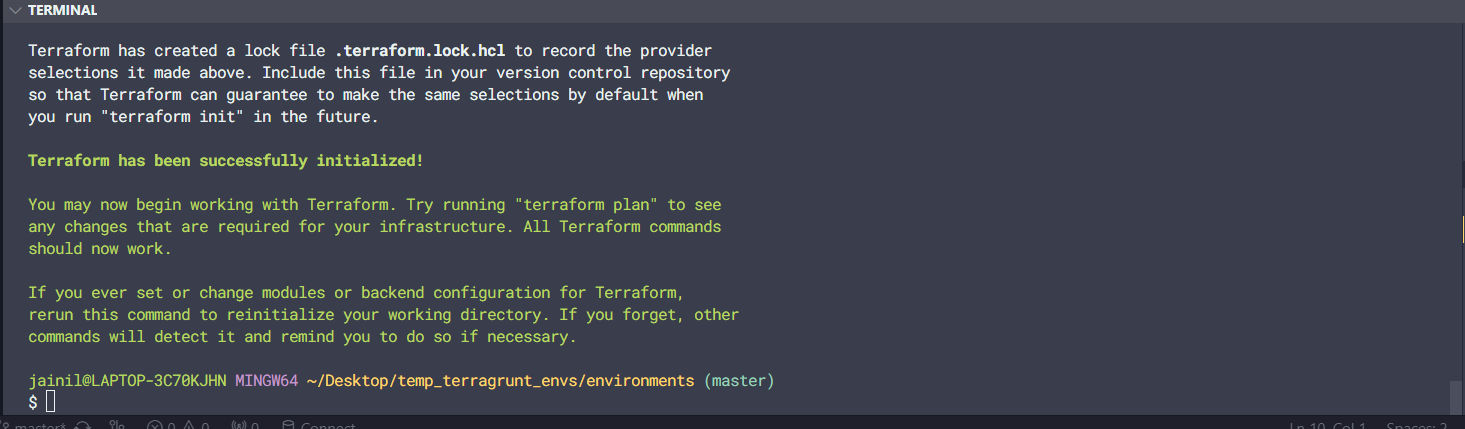 TERMINAL
Terraform has created a lock file .terraform.lock.hcl to record the provider
selections it made above. Include this file in your version control repository
so that Terraform can guarantee to make the same selections by default when
you run "terraform init" in the future.
Terraform has been successfully initialized!
You may now begin working with Terraform. Try running "terraform plan" to see
any changes that are required for your infrastructure. All Terraform commands
should now work.
If you ever set or change modules or backend configuration for Terraform,
rerun this command to reinitialize your working directory. If you forget, other
commands will detect it and remind you to do so if necessary.
jainil@LAPTOP-3C70KJHN MINGW64 ~/Desktop/temp_terragrunt_envs/environments (master)
$
master* 0 0 0 Connect Ln 10, Col 1 Spaces: 2